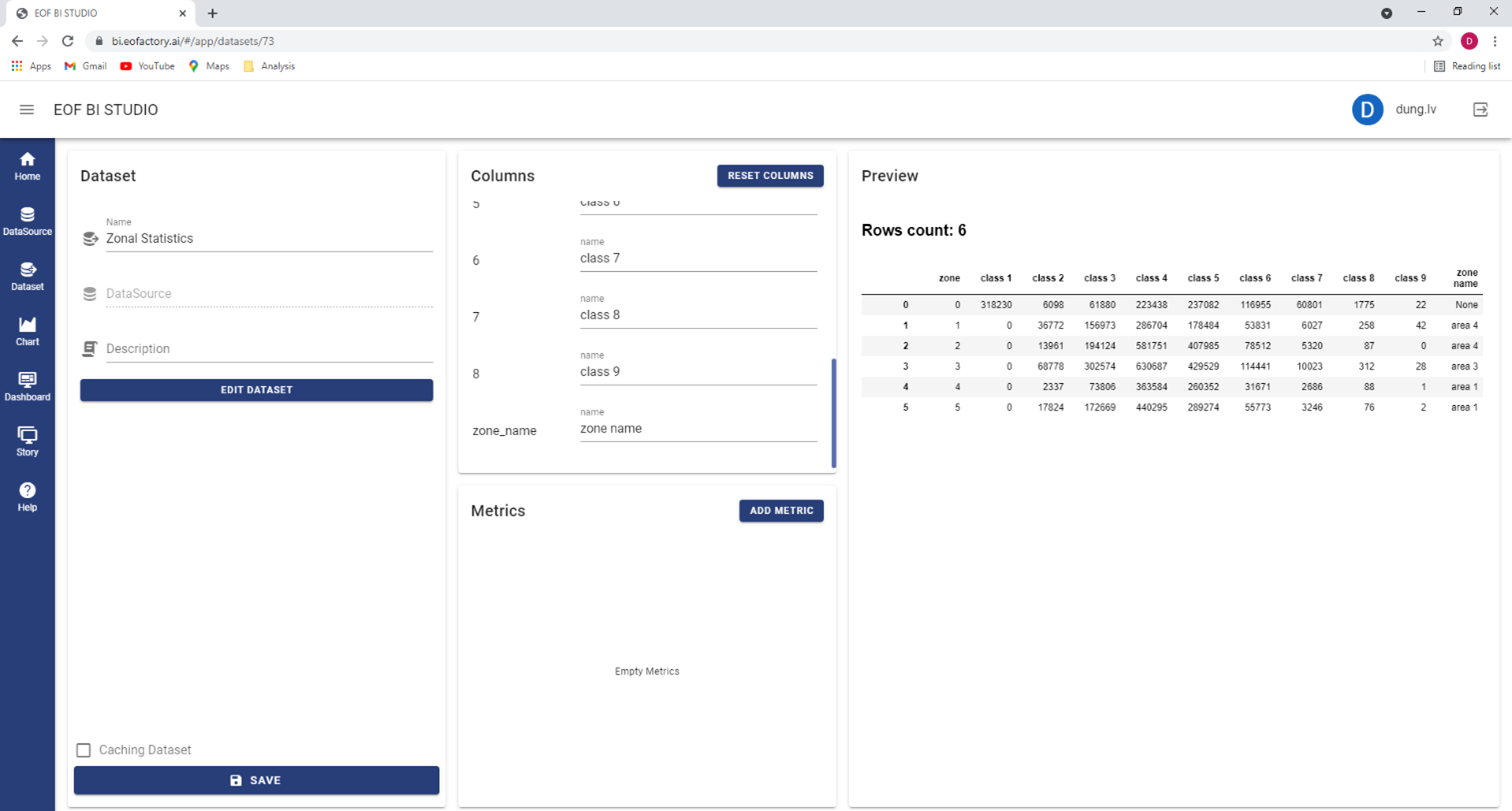 EOF BI STUDIO
bi.eofactory.ai/#/app/datasets/73
D
Apps Gmail YouTube Maps Analysis Reading list
EOF BI STUDIO
D dung.lv
Home
DataSource
Dataset
Chart
Dashboard
Story
Help
Dataset
Name
Zonal Statistics
DataSource
Description
EDIT DATASET
Caching Dataset
SAVE
Columns RESET COLUMNS
5
name
6 class 7
name
7 class 8
name
8 class 9
name
zone_name zone name
Metrics ADD METRIC
Empty Metrics
Preview
Rows count: 6
zone class 1 class 2 class 3 class 4 class 5 class 6 class 7 class 8 class 9 zone name
0 0 318230 6098 61880 223438 237082 116955 60801 1775 22 None
1 1 0 36772 156973 286704 178484 53831 6027 258 42 area 4
2 2 0 13961 194124 581751 407985 78512 5320 87 0 area 4
3 3 0 68778 302574 630687 429529 114441 10023 312 28 area 3
4 4 0 2337 73806 363584 260352 31671 2686 88 1 area 1
5 5 0 17824 172669 440295 289274 55773 3246 76 2 area 1